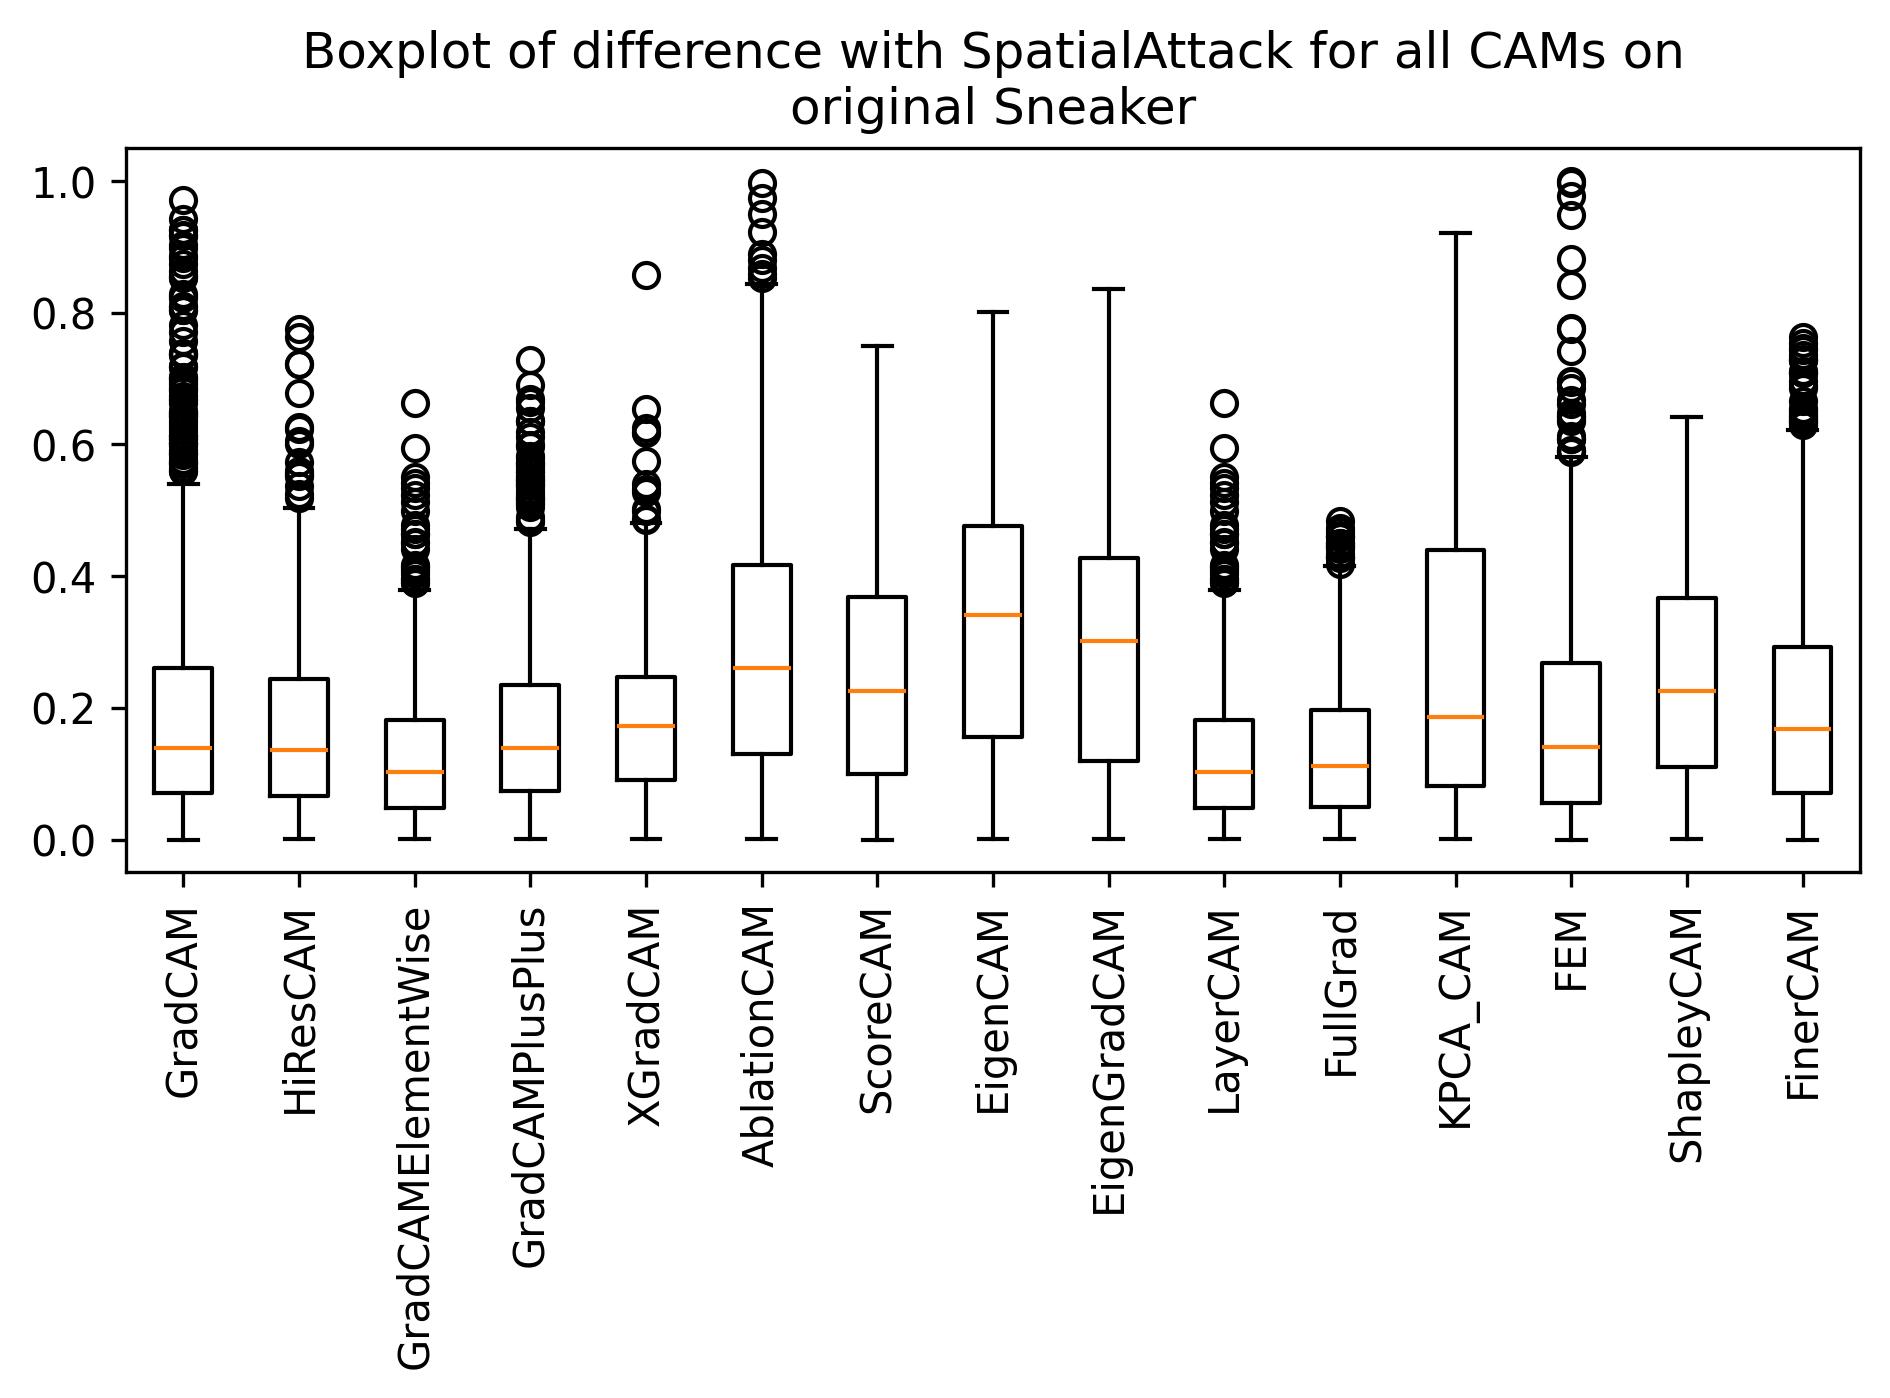 Boxplot of difference with SpatialAttack for all CAMs on
original Sneaker
1.0
0.8
0.6
0.4
0.2
0.0
GradCAM
HiResCAM
GradCAMElementWise
GradCAMPlusPlus
XGradCAM
AblationCAM
ScoreCAM
EigenCAM
EigenGradCAM
LayerCAM
FullGrad
KPCA_CAM
FEM
ShapleyCAM
FinerCAM